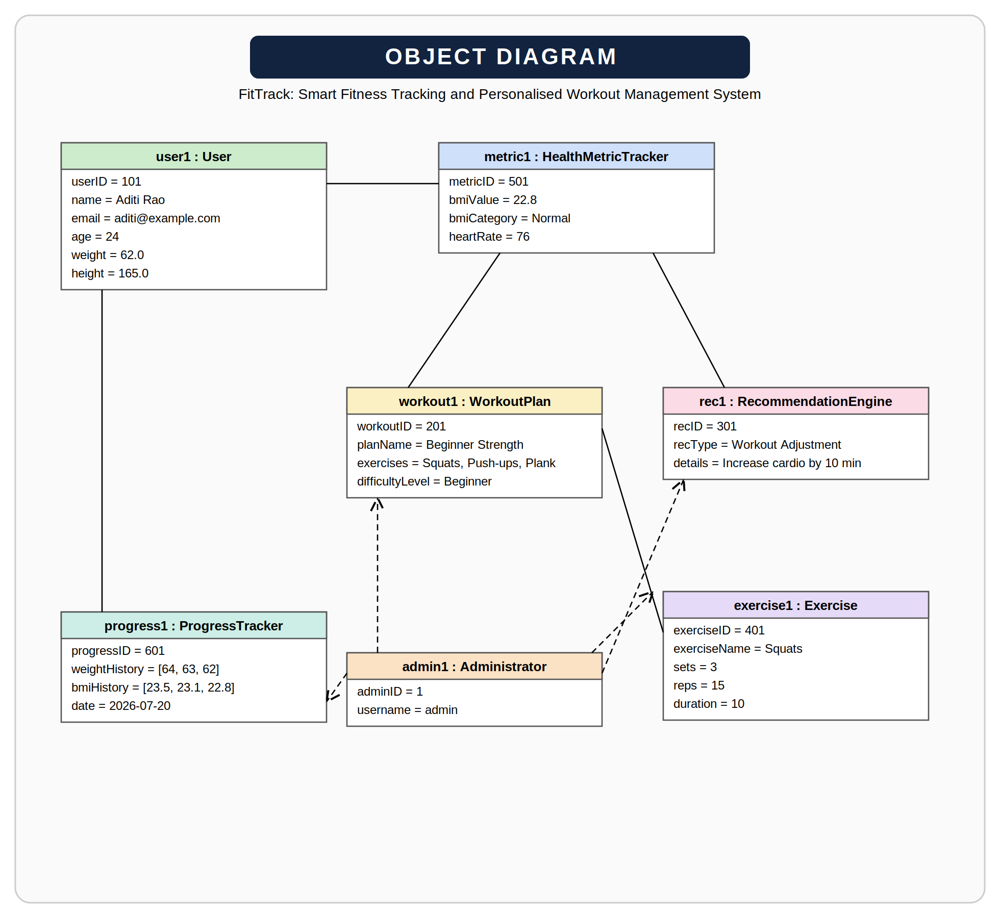 OBJECT DIAGRAM
FitTrack: Smart Fitness Tracking and Personalised Workout Management System
user1 : User
userID = 101
name = Aditi Rao
email = aditi@example.com
age = 24
weight = 62.0
height = 165.0
metric1 : HealthMetricTracker
metricID = 501
bmiValue = 22.8
bmiCategory = Normal
heartRate = 76
workout1 : WorkoutPlan
workoutID = 201
planName = Beginner Strength
exercises = Squats, Push-ups, Plank
difficultyLevel = Beginner
rec1 : RecommendationEngine
recID = 301
recType = Workout Adjustment
details = Increase cardio by 10 min
progress1 : ProgressTracker
progressID = 601
weightHistory = [64, 63, 62]
bmiHistory = [23.5, 23.1, 22.8]
date = 2026-07-20
admin1 : Administrator
adminID = 1
username = admin
exercise1 : Exercise
exerciseID = 401
exerciseName = Squats
sets = 3
reps = 15
duration = 10